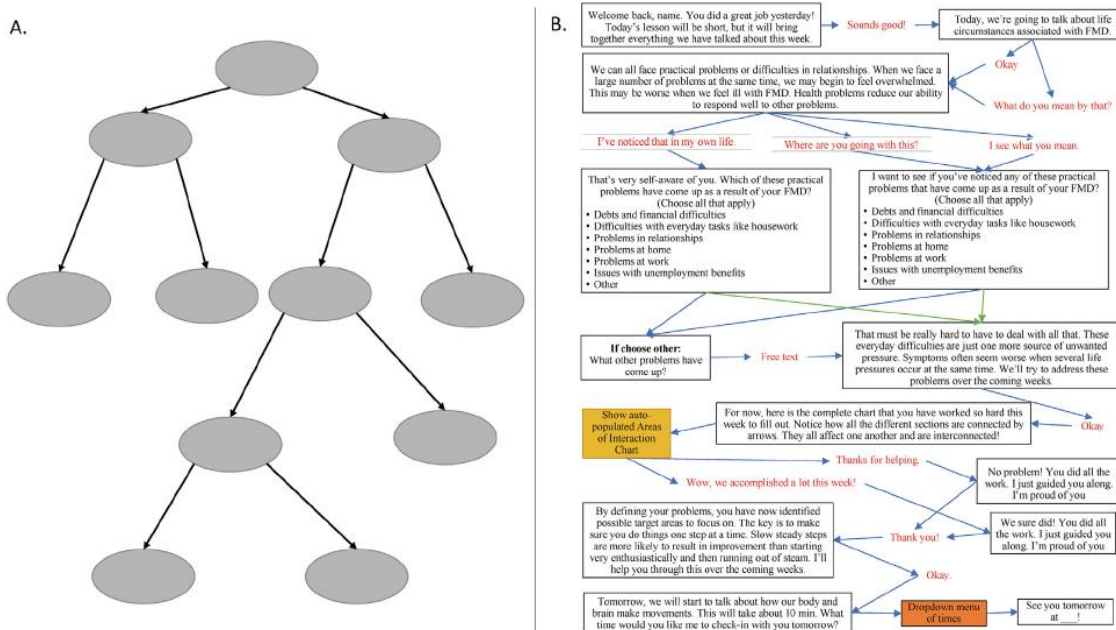 A.
B.
Welcome back, name. You did a great job yesterday!
Today's lesson will be short, but it will bring
together everything we have talked about this week.
Sounds good!
Today, we're going to talk about life
circumstances associated with FMD.
Okay
We can all face practical problems or difficulties in relationships. When we face a
large number of problems at the same time, we may begin to feel overwhelmed.
This may be worse when we feel ill with FMD. Health problems reduce our ability
to respond well to other problems.
What do you mean by that?
I've noticed that in my own life.
Where are you going with this?
I see what you mean.
That's very self-aware of you. Which of these practical
problems have come up as a result of your FMD?
(Choose all that apply)
• Debts and financial difficulties
• Difficulties with everyday tasks like housework
• Problems in relationships
• Problems at home
• Problems at work
• Issues with unemployment benefits
• Other
I want to see if you've noticed any of these practical
problems that have come up as a result of your FMD?
(Choose all that apply)
• Debts and financial difficulties
• Difficulties with everyday tasks like housework
• Problems in relationships
• Problems at home
• Problems at work
• Issues with unemployment benefits
• Other
If choose other:
What other problems have
come up?
Free text
That must be really hard to have to deal with all that. These
everyday difficulties are just one more source of unwanted
pressure. Symptoms often seem worse when several life
pressures occur at the same time. We'll try to address these
problems over the coming weeks.
Okay
For now, here is the complete chart that you have worked so hard this
week to fill out. Notice how all the different sections are connected by
arrows. They all affect one another and are interconnected!
Show auto-
populated Areas
of Interaction
Chart
Thanks for helping.
Wow, we accomplished a lot this week!
No problem! You did all the
work. I just guided you along.
I'm proud of you
We sure did! You did all
the work. I just guided you
along. I'm proud of you
Thank you!
By defining your problems, you have now identified
possible target areas to focus on. The key is to make
sure you do things one step at a time. Slow steady steps
are more likely to result in improvement than starting
very enthusiastically and then running out of steam. I'll
help you through this over the coming weeks.
Okay.
Tomorrow, we will start to talk about how our body and
brain make movements. This will take about 10 min. What
time would you like me to check-in with you tomorrow?
Dropdown menu
of times
See you tomorrow
at ___!